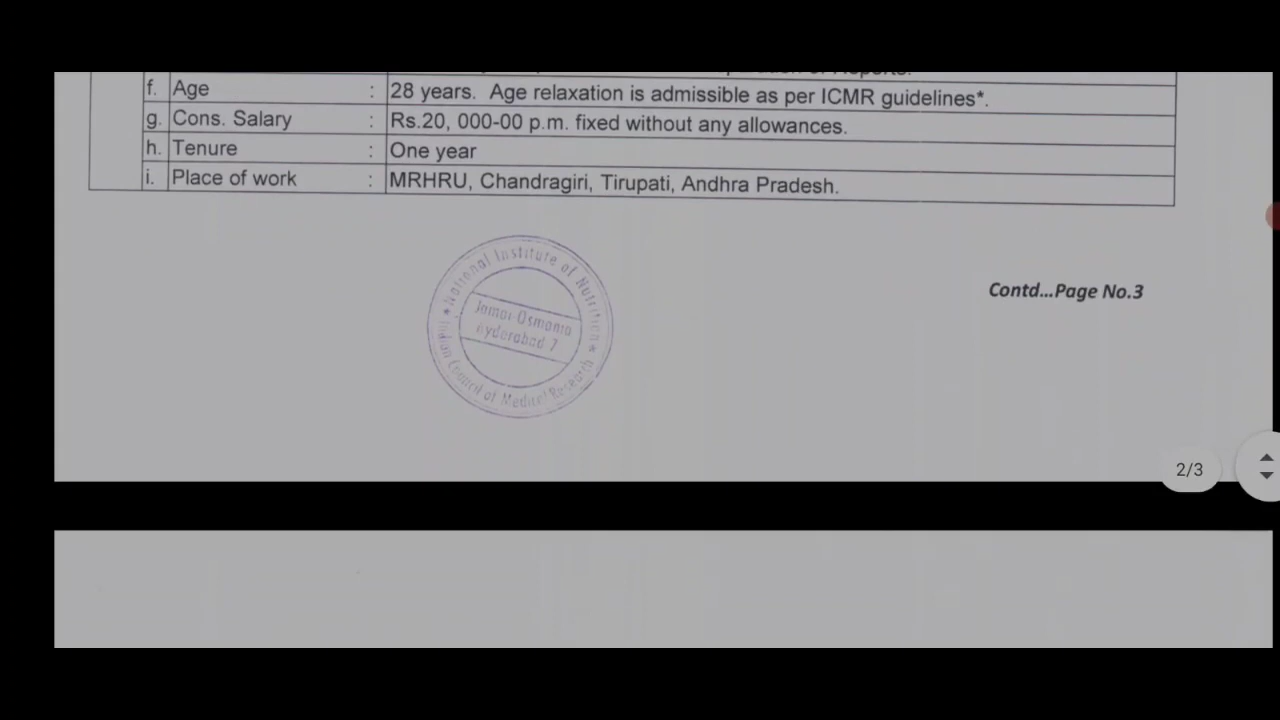 f. Age : 28 years. Age relaxation is admissible as per ICMR guidelines*.
g. Cons. Salary : Rs.20, 000-00 p.m. fixed without any allowances.
h. Tenure : One year
i. Place of work : MRHRU, Chandragiri, Tirupati, Andhra Pradesh.
National Institute of Nutrition
Jamai-Osmania
Hyderabad 7
Indian Council of Medical Research
Contd...Page No.3
2/3